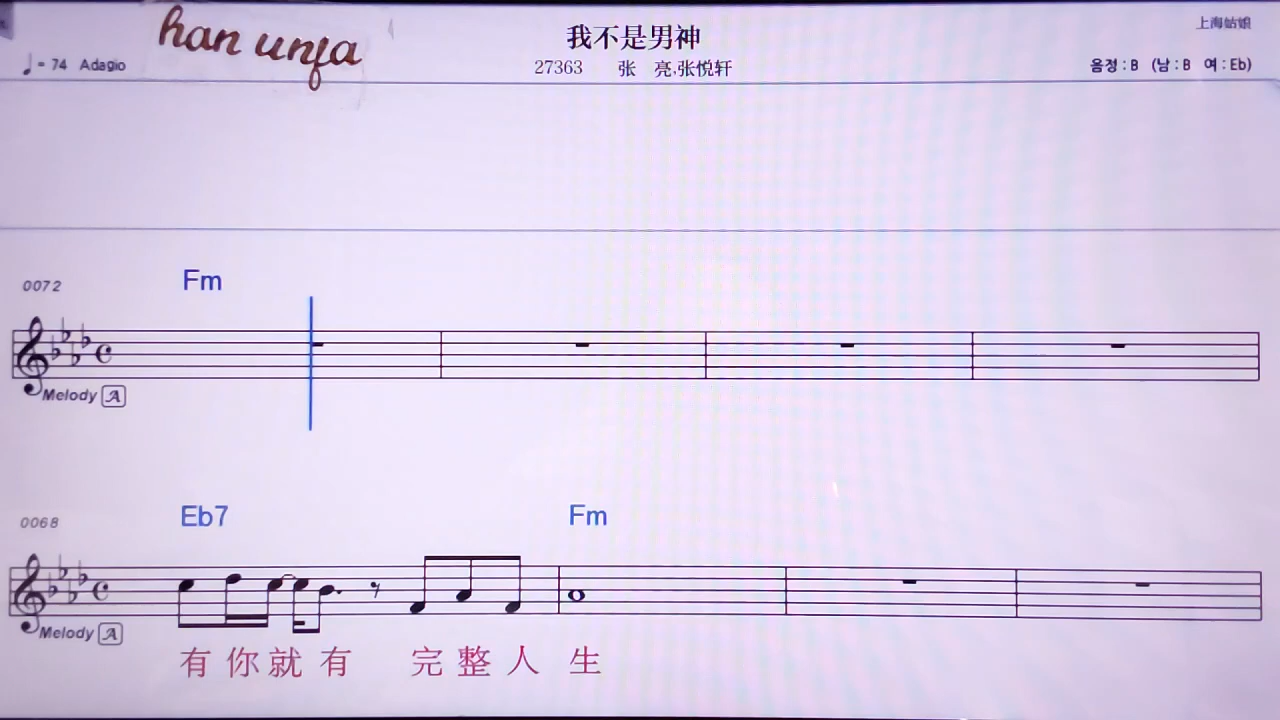 han unfa
我不是男神
上海姑娘
♩= 74 Adagio
27363 张 亮,张悦轩
음정 : B (남 : B 여 : Eb)
0072
Fm
Melody A
0068
Eb7 Fm
Melody A
有你就有 完整人生